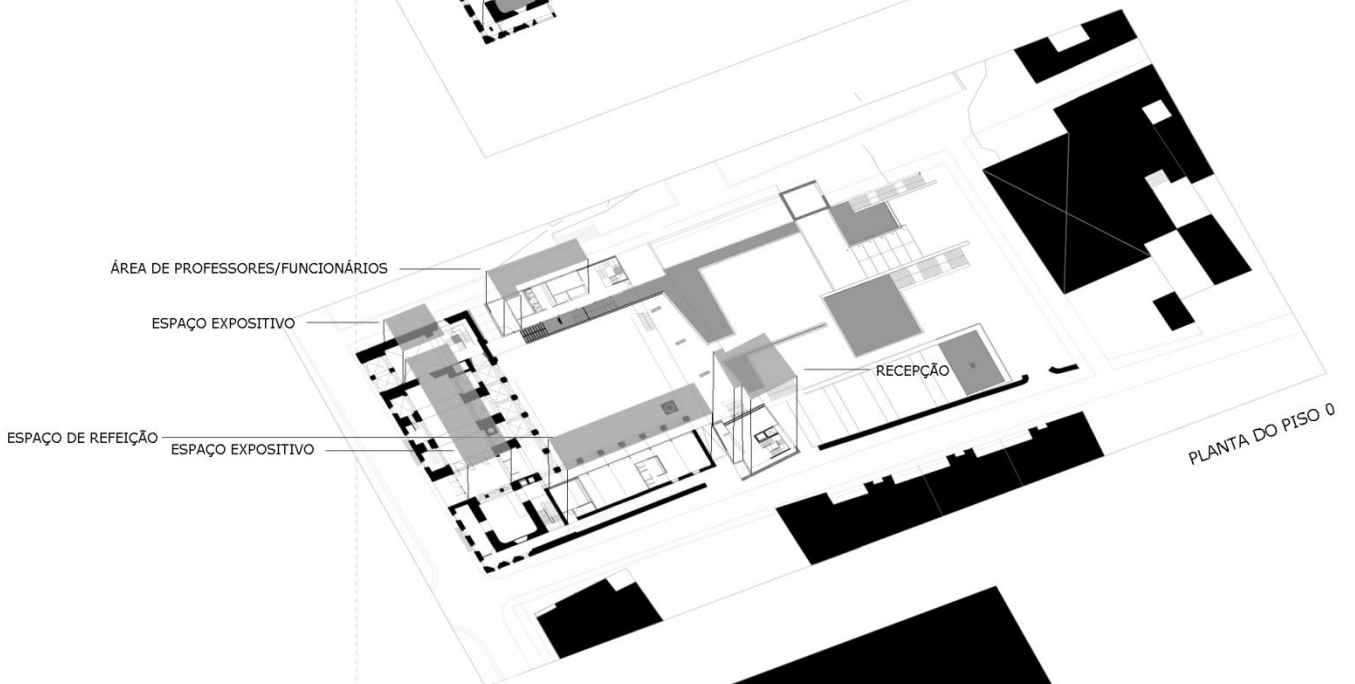 ÁREA DE PROFESSORES/FUNCIONÁRIOS
ESPAÇO EXPOSITIVO
RECEPÇÃO
PLANTA DO PISO 0
ESPAÇO DE REFEIÇÃO
ESPAÇO EXPOSITIVO